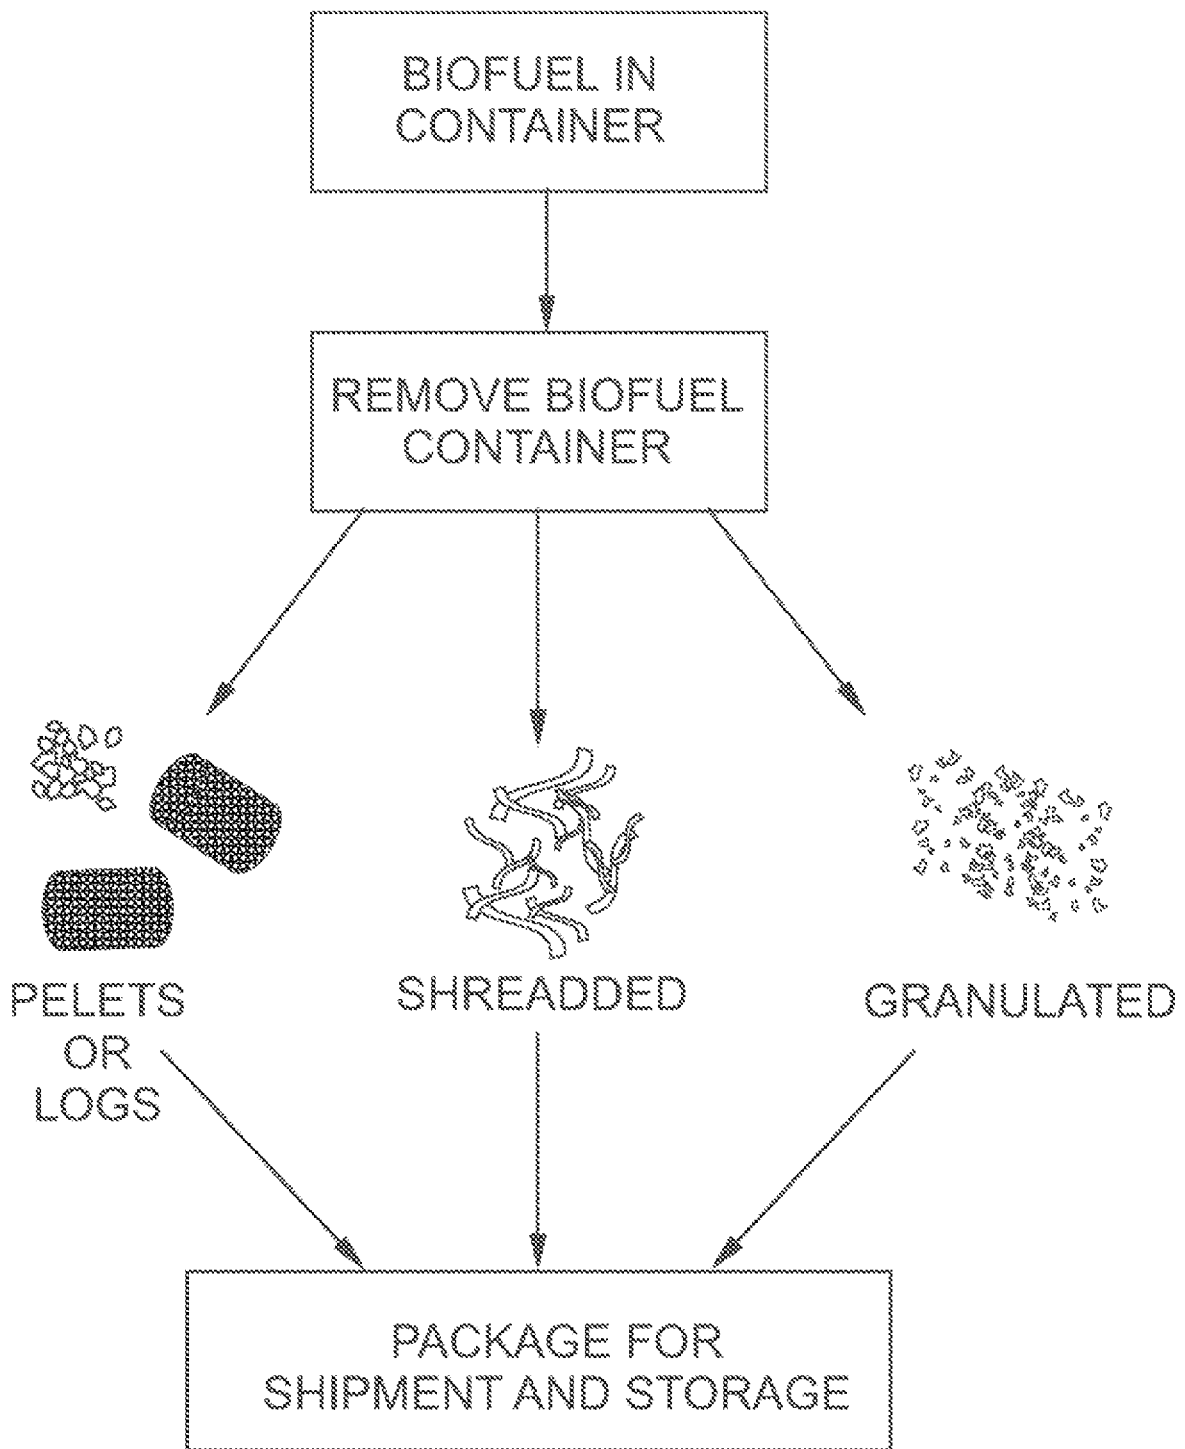 BIOFUEL IN
CONTAINER
REMOVE BIOFUEL
CONTAINER
PELETS
OR
LOGS
SHREADDED
GRANULATED
PACKAGE FOR
SHIPMENT AND STORAGE